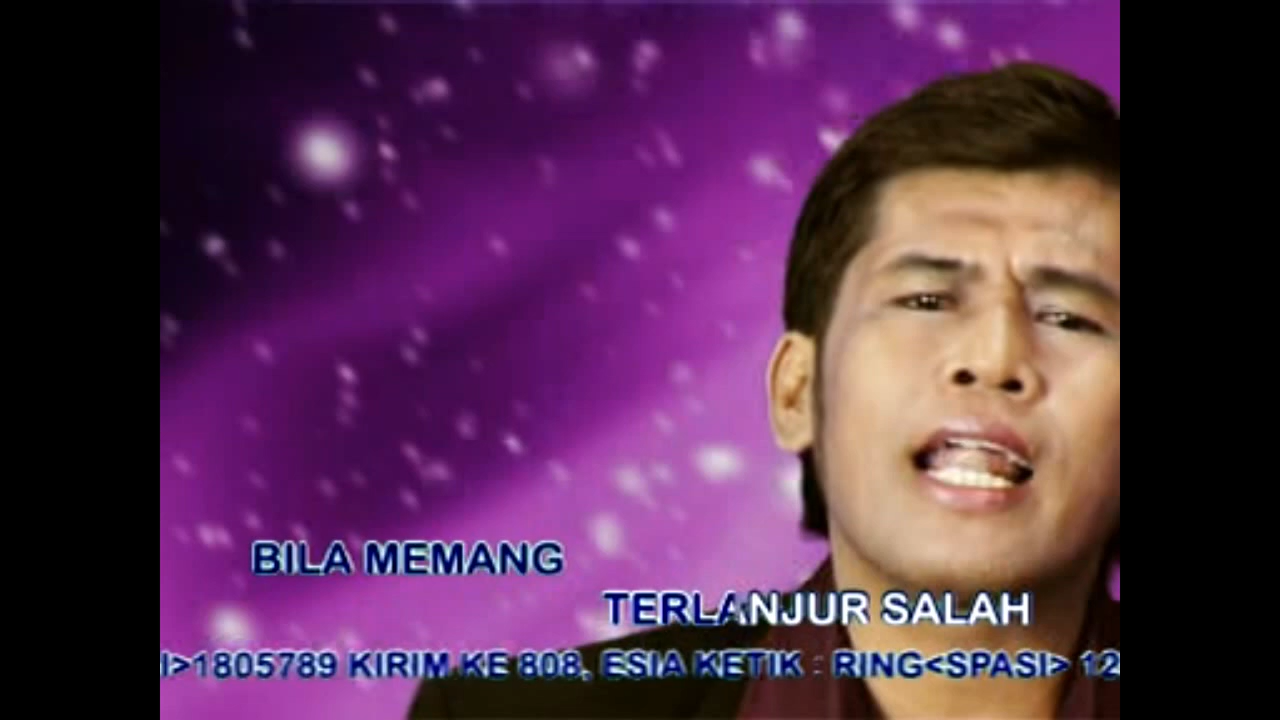 BILA MEMANG
TERLANJUR SALAH
I>1805789 KIRIM KE 808, ESIA KETIK : RING<SPASI> 12